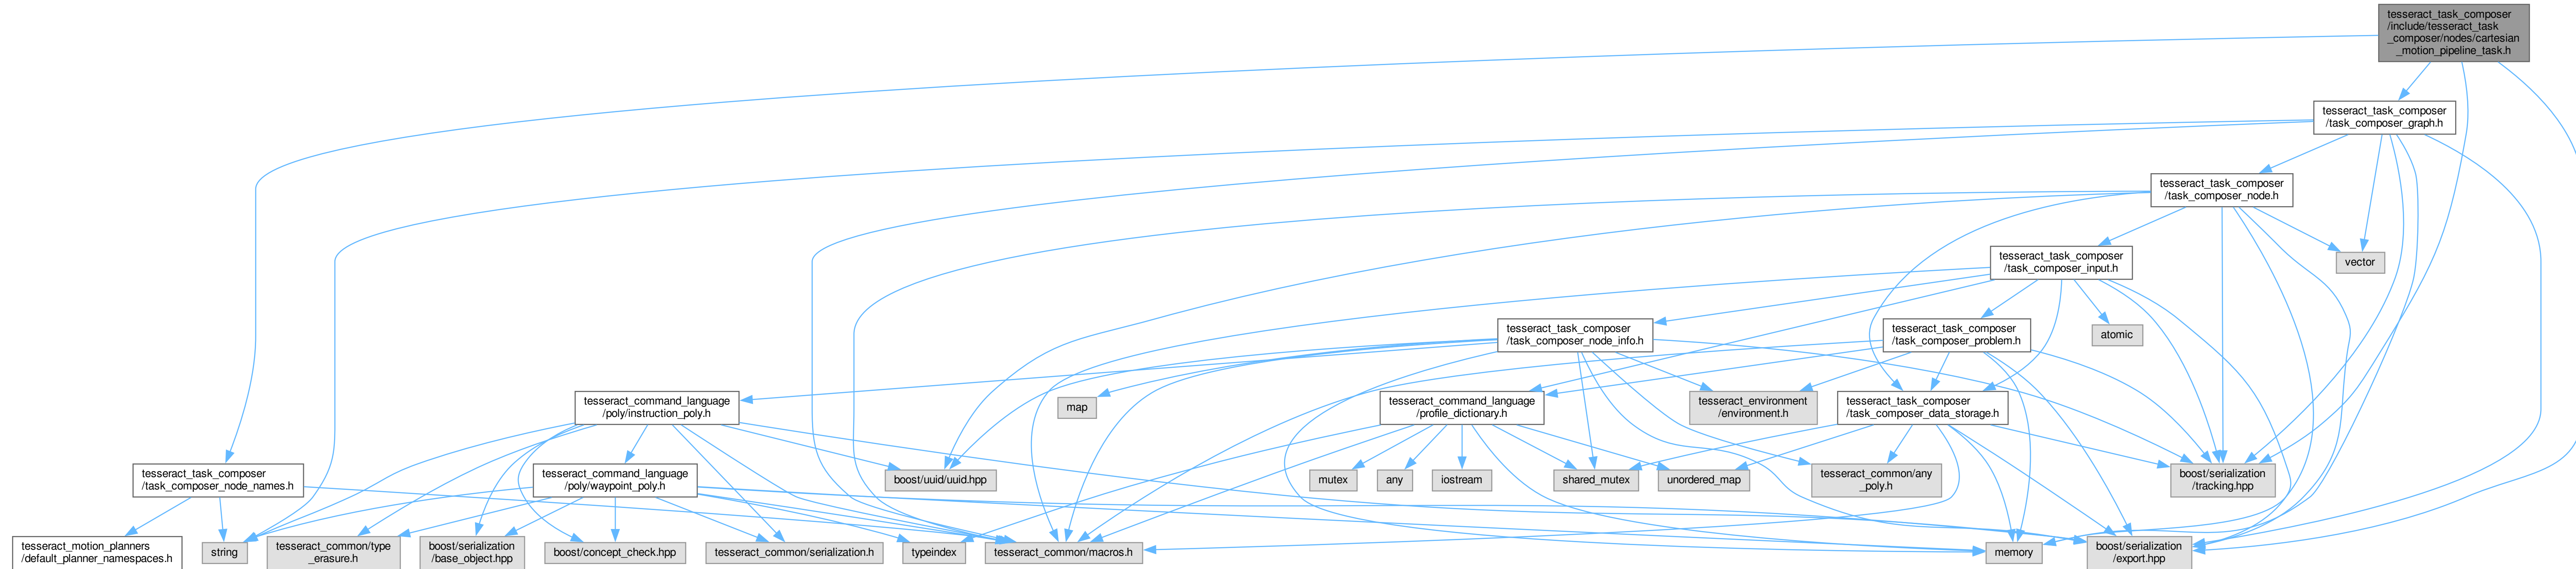 tesseract_task_composer
/include/tesseract_task
_composer/nodes/cartesian
_motion_pipeline_task.h
tesseract_task_composer
/task_composer_graph.h
tesseract_task_composer
/task_composer_node.h
tesseract_task_composer
/task_composer_input.h
vector
tesseract_task_composer
/task_composer_node_info.h
tesseract_task_composer
/task_composer_problem.h
atomic
tesseract_command_language
/poly/instruction_poly.h
map
tesseract_command_language
/profile_dictionary.h
tesseract_environment
/environment.h
tesseract_task_composer
/task_composer_data_storage.h
tesseract_task_composer
/task_composer_node_names.h
tesseract_command_language
/poly/waypoint_poly.h
boost/uuid/uuid.hpp
mutex
any
iostream
shared_mutex
unordered_map
tesseract_common/any
_poly.h
boost/serialization
/tracking.hpp
tesseract_motion_planners
/default_planner_namespaces.h
string
tesseract_common/type
_erasure.h
boost/serialization
/base_object.hpp
boost/concept_check.hpp
tesseract_common/serialization.h
typeindex
tesseract_common/macros.h
memory
boost/serialization
/export.hpp